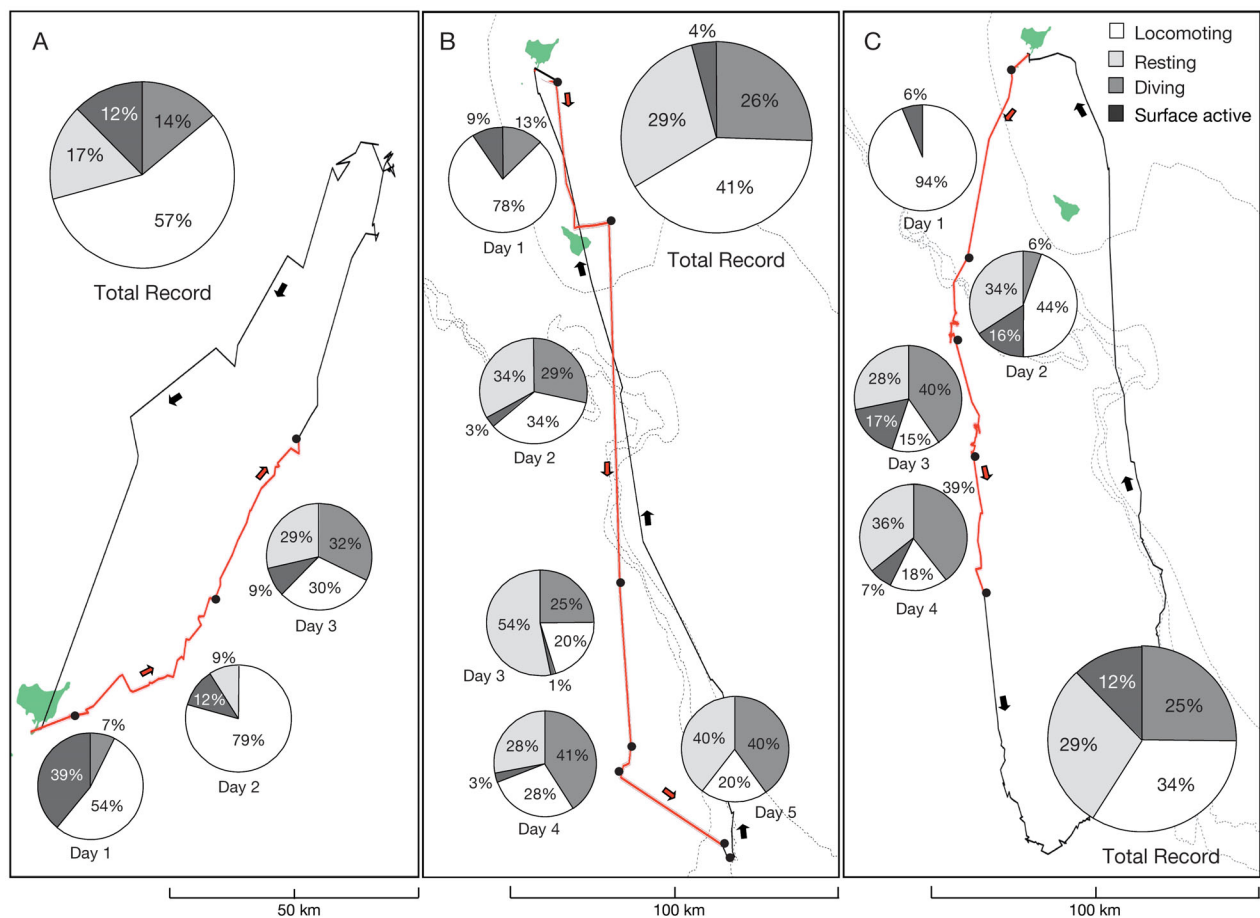 A
12%
14%
17%
57%
Total Record
29%
32%
9%
30%
Day 3
9%
12%
79%
Day 2
7%
39%
54%
Day 1
50 km
B
4%
29%
26%
41%
Total Record
9%
13%
78%
Day 1
34%
29%
3%
34%
Day 2
54%
25%
20%
1%
Day 3
28%
41%
3%
28%
Day 4
40%
40%
20%
Day 5
100 km
C
Locomoting
Resting
Diving
Surface active
6%
94%
Day 1
6%
34%
44%
16%
Day 2
28%
40%
17%
15%
Day 3
39%
36%
18%
7%
Day 4
12%
25%
29%
34%
Total Record
100 km